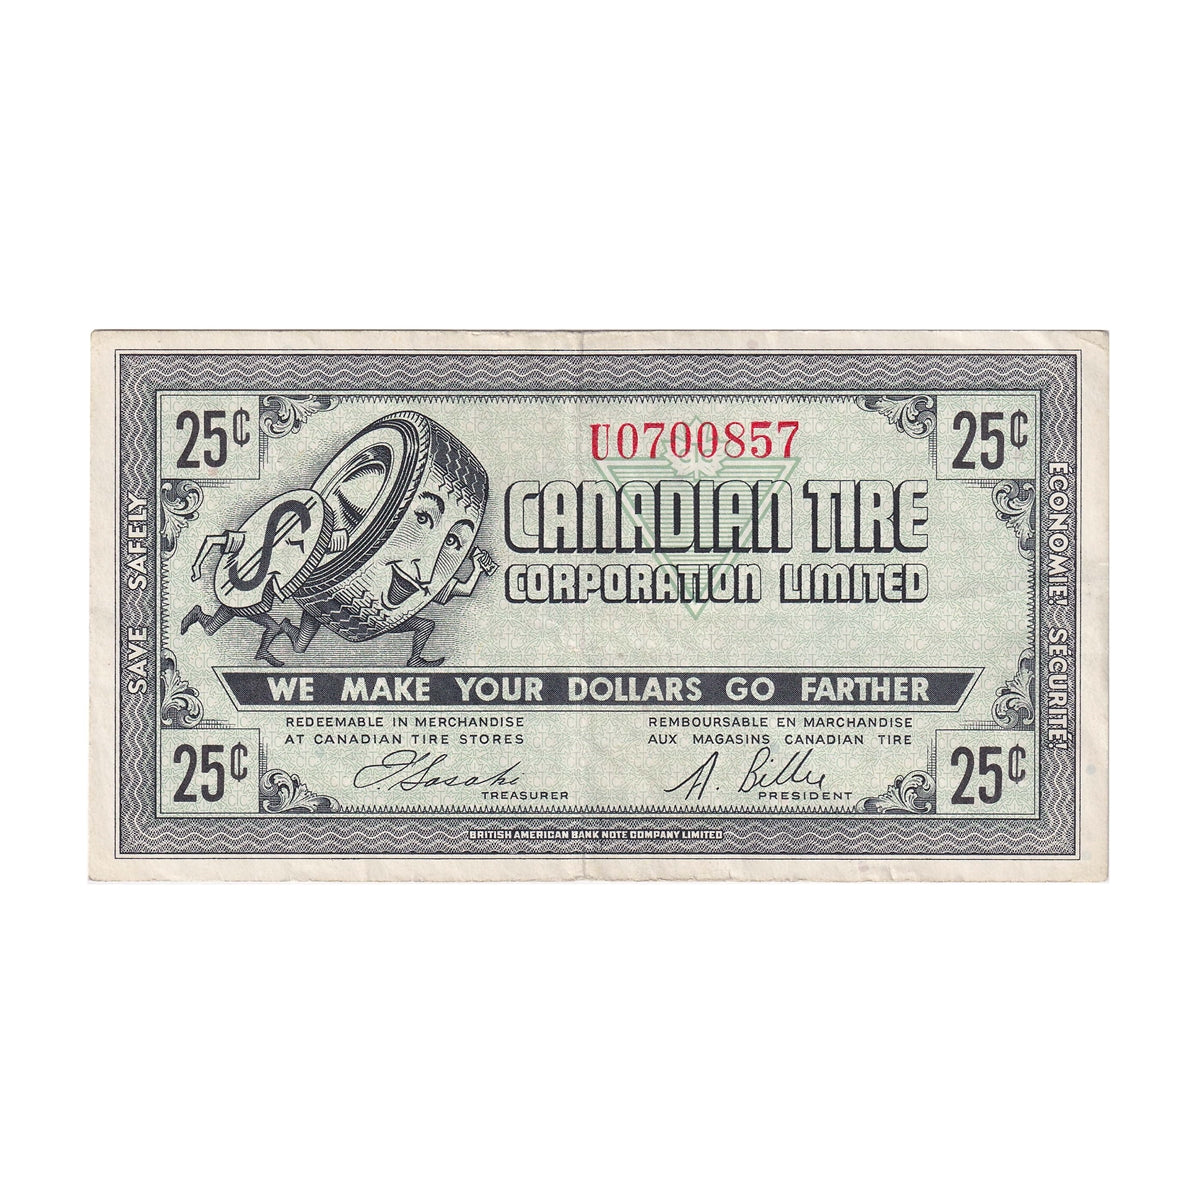 25¢
U0700857
25¢
CANADIAN TIRE
CORPORATION LIMITED
SAVE SAFELY
ÉCONOMIE! SÉCURITÉ!
WE MAKE YOUR DOLLARS GO FARTHER
REDEEMABLE IN MERCHANDISE
AT CANADIAN TIRE STORES
REMBOURSABLE EN MARCHANDISE
AUX MAGASINS CANADIAN TIRE
25¢
TREASURER
A. Billes
PRESIDENT
25¢
BRITISH AMERICAN BANK NOTE COMPANY LIMITED